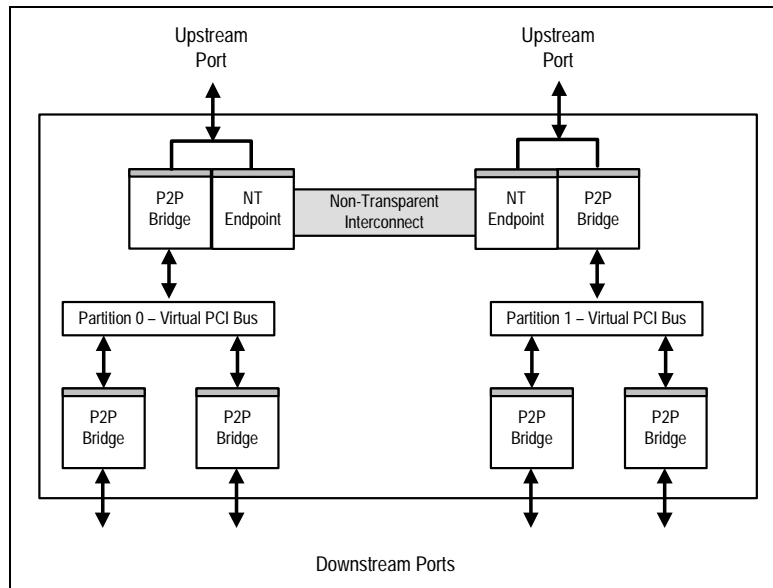 Upstream
Port
Upstream
Port
P2P
Bridge
NT
Endpoint
Non-Transparent
Interconnect
NT
Endpoint
P2P
Bridge
Partition 0 – Virtual PCI Bus
Partition 1 – Virtual PCI Bus
P2P
Bridge
P2P
Bridge
P2P
Bridge
P2P
Bridge
Downstream Ports